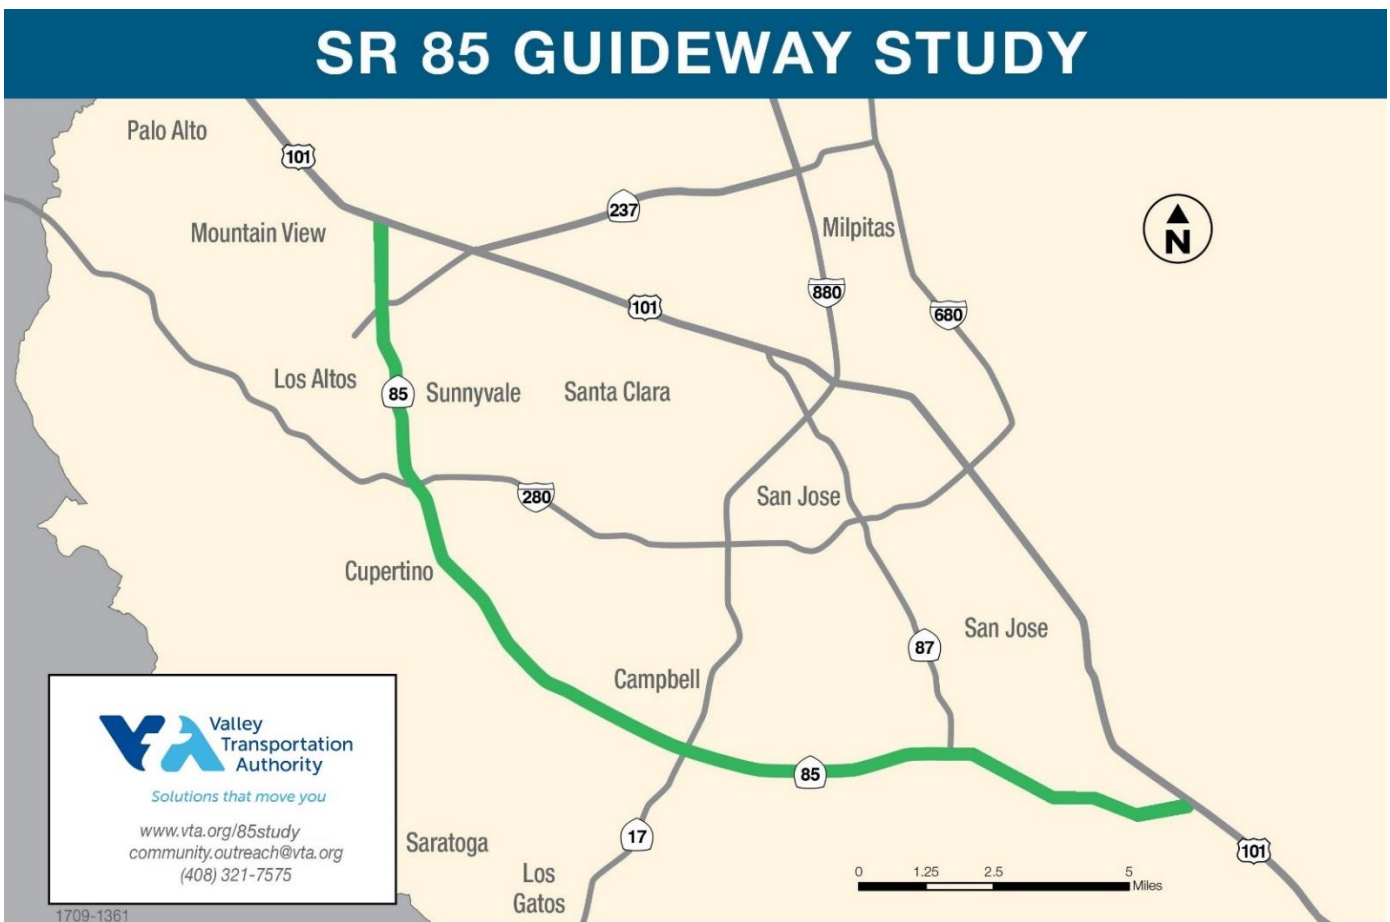 SR 85 GUIDEWAY STUDY
Palo Alto
101
237
Mountain View
Milpitas
N
880
101
680
Los Altos
85
Sunnyvale
Santa Clara
280
San Jose
Cupertino
San Jose
87
Campbell
85
VTA
Valley
Transportation
Authority
Solutions that move you
www.vta.org/85study
community.outreach@vta.org
(408) 321-7575
Saratoga
17
101
Los
Gatos
0 1.25 2.5 5
Miles
1709-1361